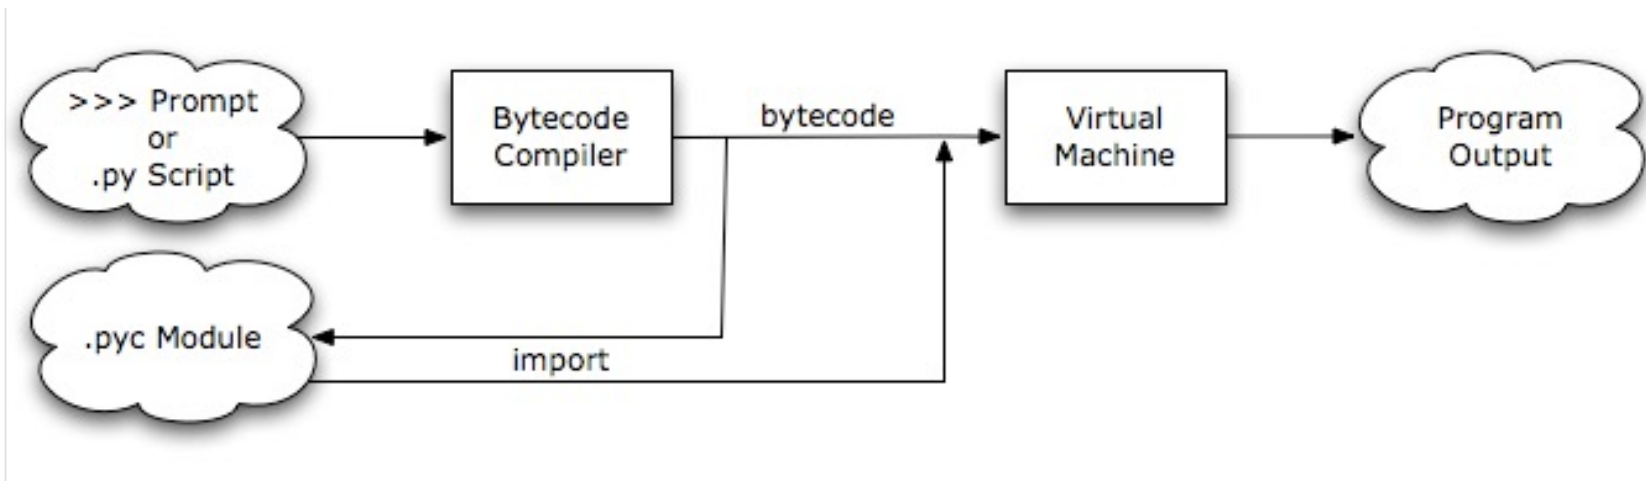 >>> Prompt
or
.py Script
Bytecode
Compiler
bytecode
Virtual
Machine
Program
Output
.pyc Module
import